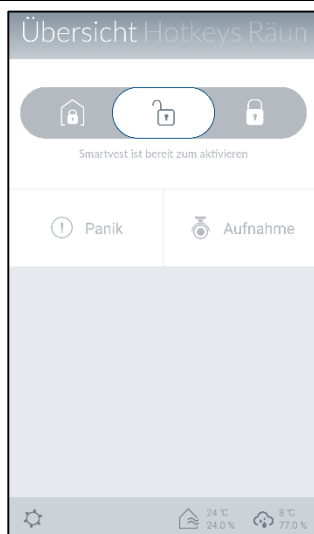 Übersicht Hotkeys Räun
Smartvest ist bereit zum aktivieren
Panik Aufnahme
24 °C 8 °C
24.0 % 77.0 %